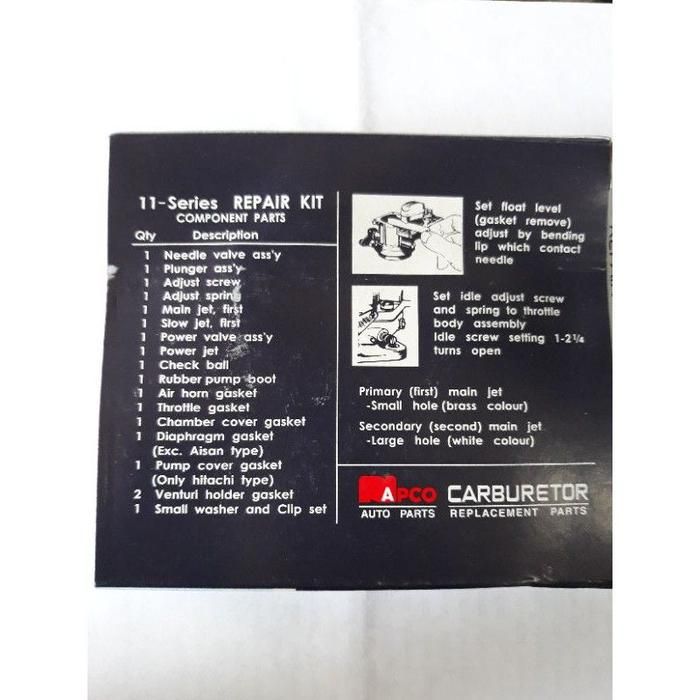 11-Series REPAIR KIT
COMPONENT PARTS
Qty Description
1 Needle valve ass'y
1 Plunger ass'y
1 Adjust screw
1 Adjust spring
1 Main jet, first
1 Slow jet, first
1 Power valve ass'y
1 Power jet
1 Check ball
1 Rubber pump boot
1 Air horn gasket
1 Throttle gasket
1 Chamber cover gasket
1 Diaphragm gasket
(Exc. Aisan type)
1 Pump cover gasket
(Only hitachi type)
2 Venturi holder gasket
1 Small washer and Clip set
Set float level
(gasket remove)
adjust by bending
lip which contact
needle
Set idle adjust screw
and spring to throttle
body assembly
Idle screw setting 1-2¼
turns open
Primary (first) main jet
-Small hole (brass colour)
Secondary (second) main jet
-Large hole (white colour)
NAPCO CARBURETOR
AUTO PARTS REPLACEMENT PARTS